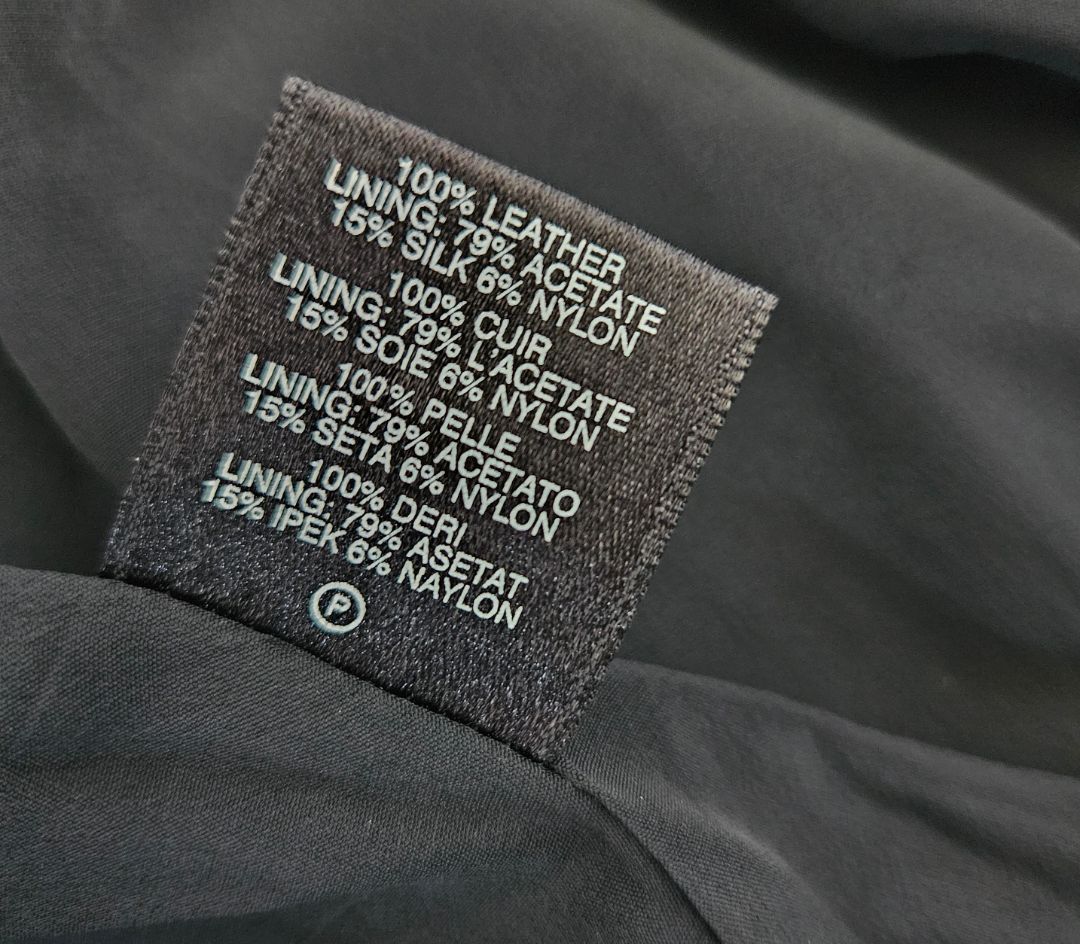 100% LEATHER
LINING: 79% ACETATE
15% SILK 6% NYLON
100% CUIR
LINING: 79% L'ACETATE
15% SOIE 6% NYLON
100% PELLE
LINING: 79% ACETATO
15% SETA 6% NYLON
100% DERI
LINING: 79% ASETAT
15% IPEK 6% NAYLON
P